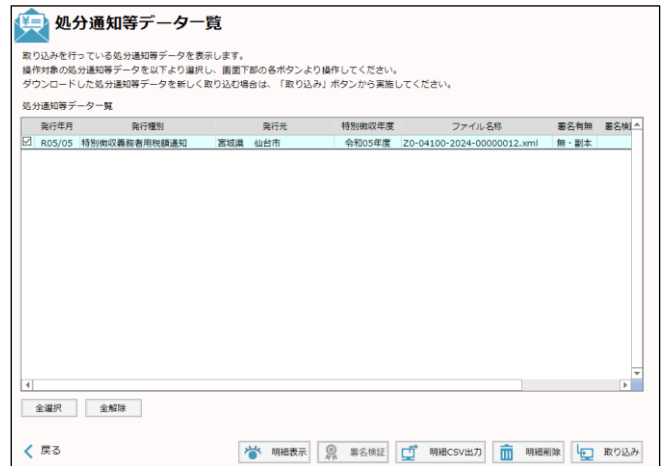 処分通知等データ一覧
取り込みを行っている処分通知等データを表示します。
操作対象の処分通知等データを以下より選択し、画面下部の各ボタンより操作してください。
ダウンロードした処分通知等データを新しく取り込む場合は、「取り込み」ボタンから実施してください。
処分通知等データ一覧
発行年月 発行種別 発行元 特別徴収年度 ファイル名称 署名有無 署名検
R05/05 特別徴収義務者用税額通知 宮城県 仙台市 令和05年度 Z0-04100-2024-00000012.xml 無・副本
全選択 全解除
戻る 明細表示 署名検証 明細CSV出力 明細削除 取り込み